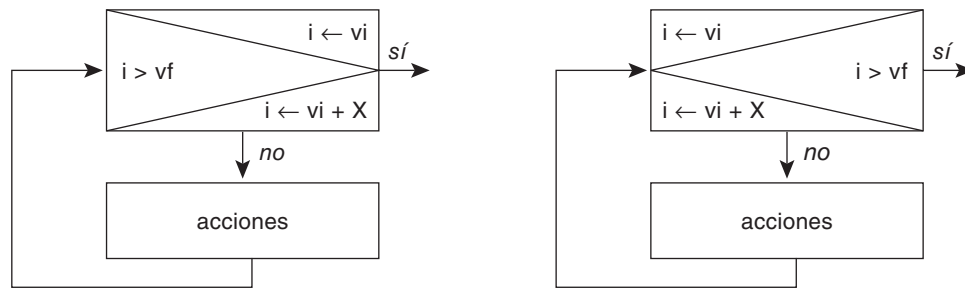 i ← vi
sí
i > vf
i ← vi + X
no
acciones
i ← vi
sí
i > vf
i ← vi + X
no
acciones